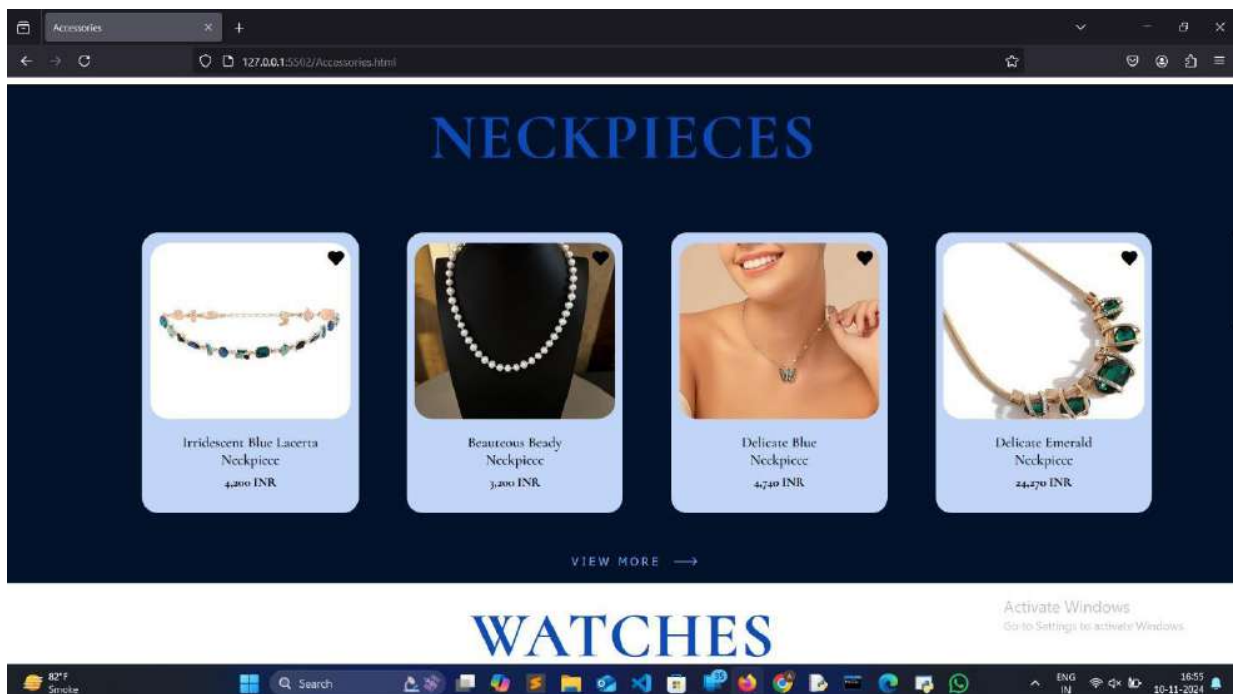 Accessories
127.0.0.1:5502/Accessories.html
NECKPIECES
Irridescent Blue Lacerta
Neckpiece
4,200 INR
Beauteous Beady
Neckpiece
3,200 INR
Delicate Blue
Neckpiece
4,740 INR
Delicate Emerald
Neckpiece
24,270 INR
VIEW MORE
WATCHES
Activate Windows
Go to Settings to activate Windows.
82°F
Smoke
Search
ENG
IN
16:55
10-11-2024